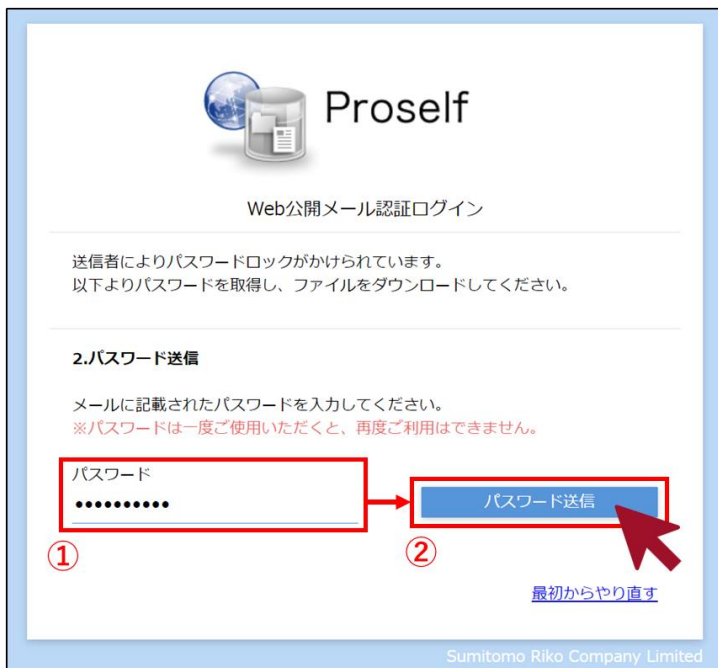 Proself
Web公開メール認証ログイン
送信者によりパスワードロックがかけられています。
以下よりパスワードを取得し、ファイルをダウンロードしてください。
2.パスワード送信
メールに記載されたパスワードを入力してください。
※パスワードは一度ご使用いただくと、再度ご利用はできません。
パスワード
••••••••••
パスワード送信
① ②
最初からやり直す
Sumitomo Riko Company Limited